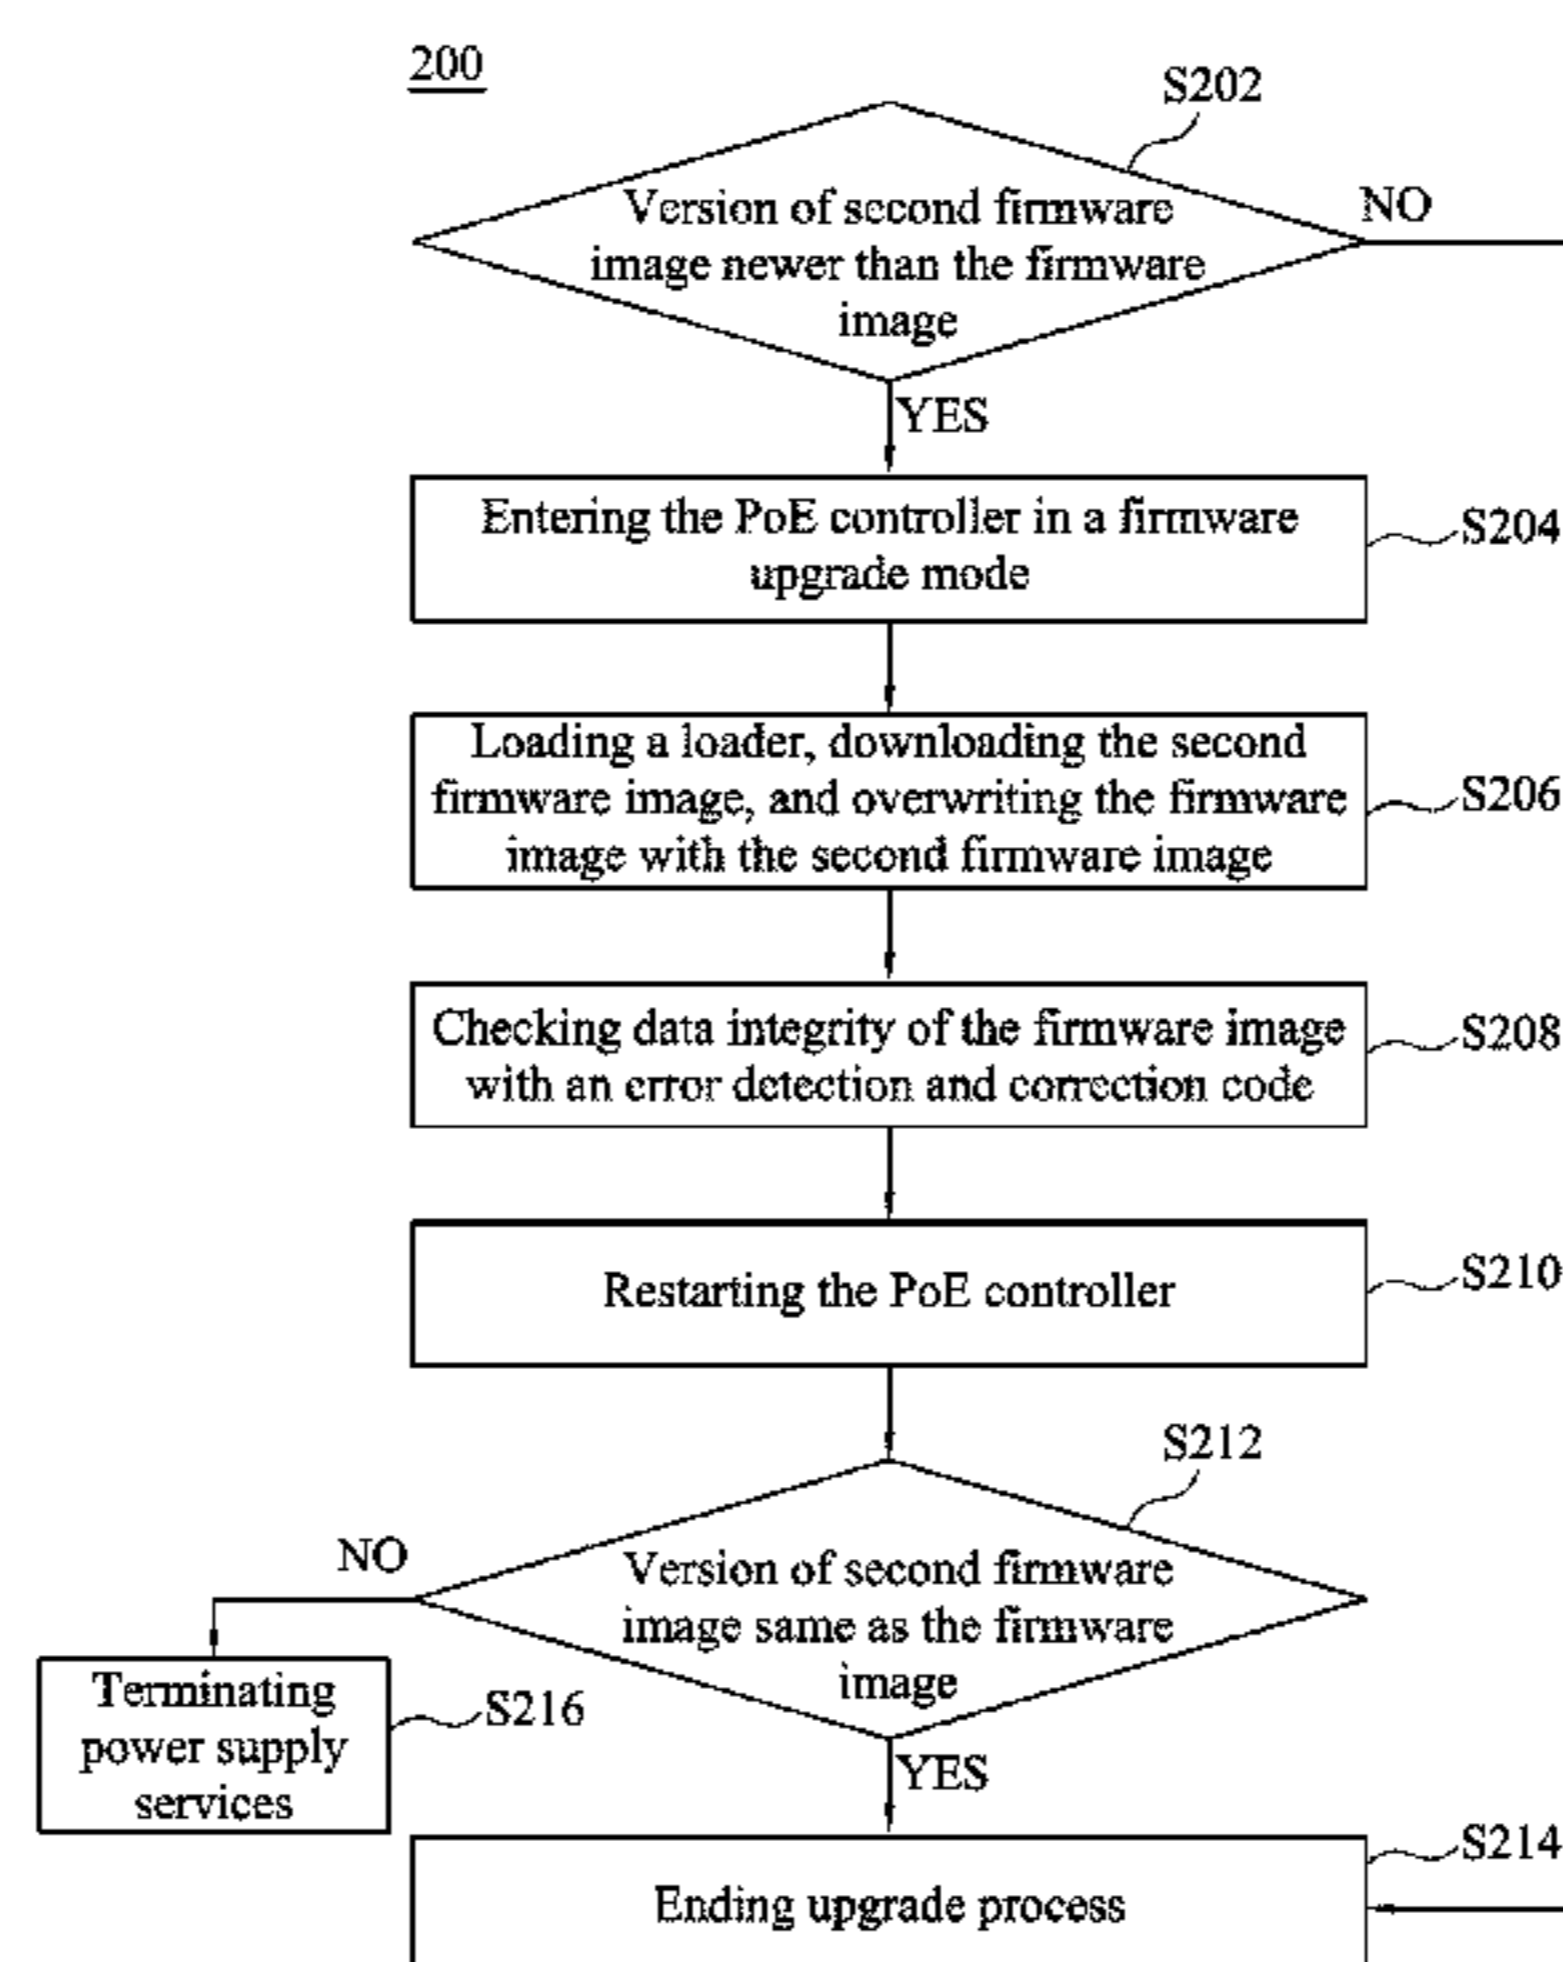 200
S202
Version of second firmware
image newer than the firmware
image
NO
YES
Entering the PoE controller in a firmware
upgrade mode
S204
Loading a loader, downloading the second
firmware image, and overwriting the firmware
image with the second firmware image
S206
Checking data integrity of the firmware image
with an error detection and correction code
S208
Restarting the PoE controller
S210
S212
Version of second firmware
image same as the firmware
image
NO
Terminating
power supply
services
S216
YES
Ending upgrade process
S214